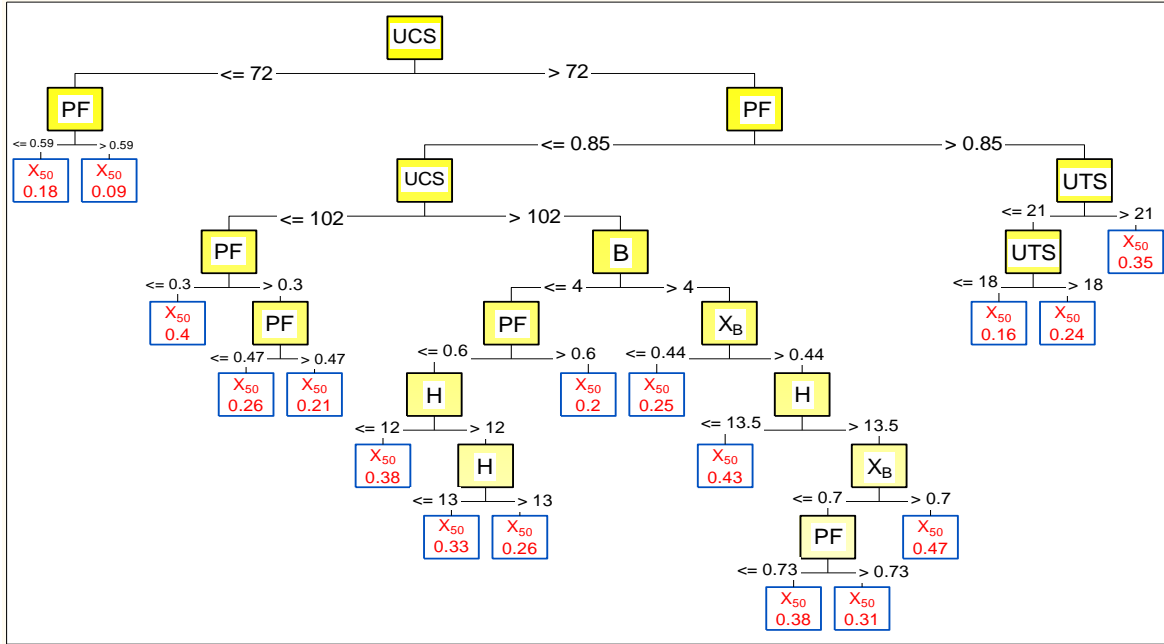 UCS
<= 72 > 72
PF PF
<= 0.59 > 0.59 <= 0.85 > 0.85
X₅₀ X₅₀ UCS UTS
0.18 0.09
<= 102 > 102 <= 21 > 21
PF B UTS X₅₀
0.35
<= 0.3 > 0.3 <= 4 > 4 <= 18 > 18
X₅₀ PF PF X_B X₅₀ X₅₀
0.4 0.16 0.24
<= 0.47 > 0.47 <= 0.6 > 0.6 <= 0.44 > 0.44
X₅₀ X₅₀ H X₅₀ X₅₀ H
0.26 0.21 0.2 0.25
<= 12 > 12 <= 13.5 > 13.5
X₅₀ H X₅₀ X_B
0.38 0.43
<= 13 > 13 <= 0.7 > 0.7
X₅₀ X₅₀ PF X₅₀
0.33 0.26 0.47
<= 0.73 > 0.73
X₅₀ X₅₀
0.38 0.31